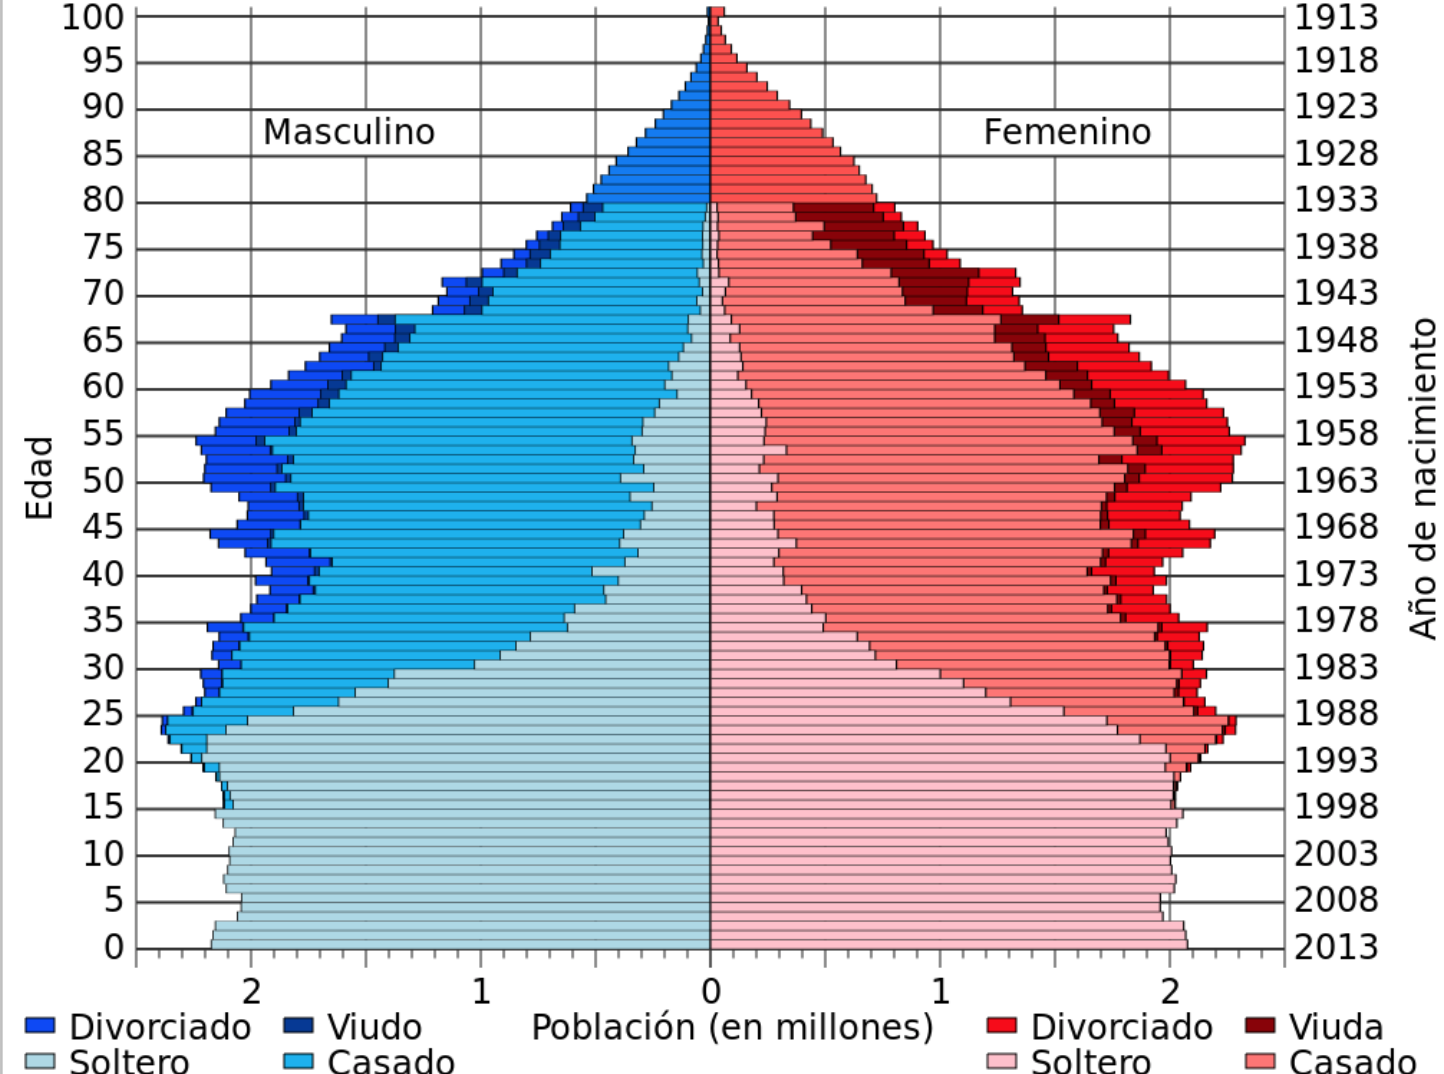 100 1913
95 1918
90 1923
Masculino Femenino
85 1928
80 1933
75 1938
70 1943
65 1948
60 1953
55 1958
50 1963
45 1968
40 1973
35 1978
30 1983
25 1988
20 1993
15 1998
10 2003
5 2008
0 2013
Edad
Año de nacimiento
2 1 0 1 2
Población (en millones)
Divorciado Viudo
Soltero Casado
Divorciado Viuda
Soltero Casado